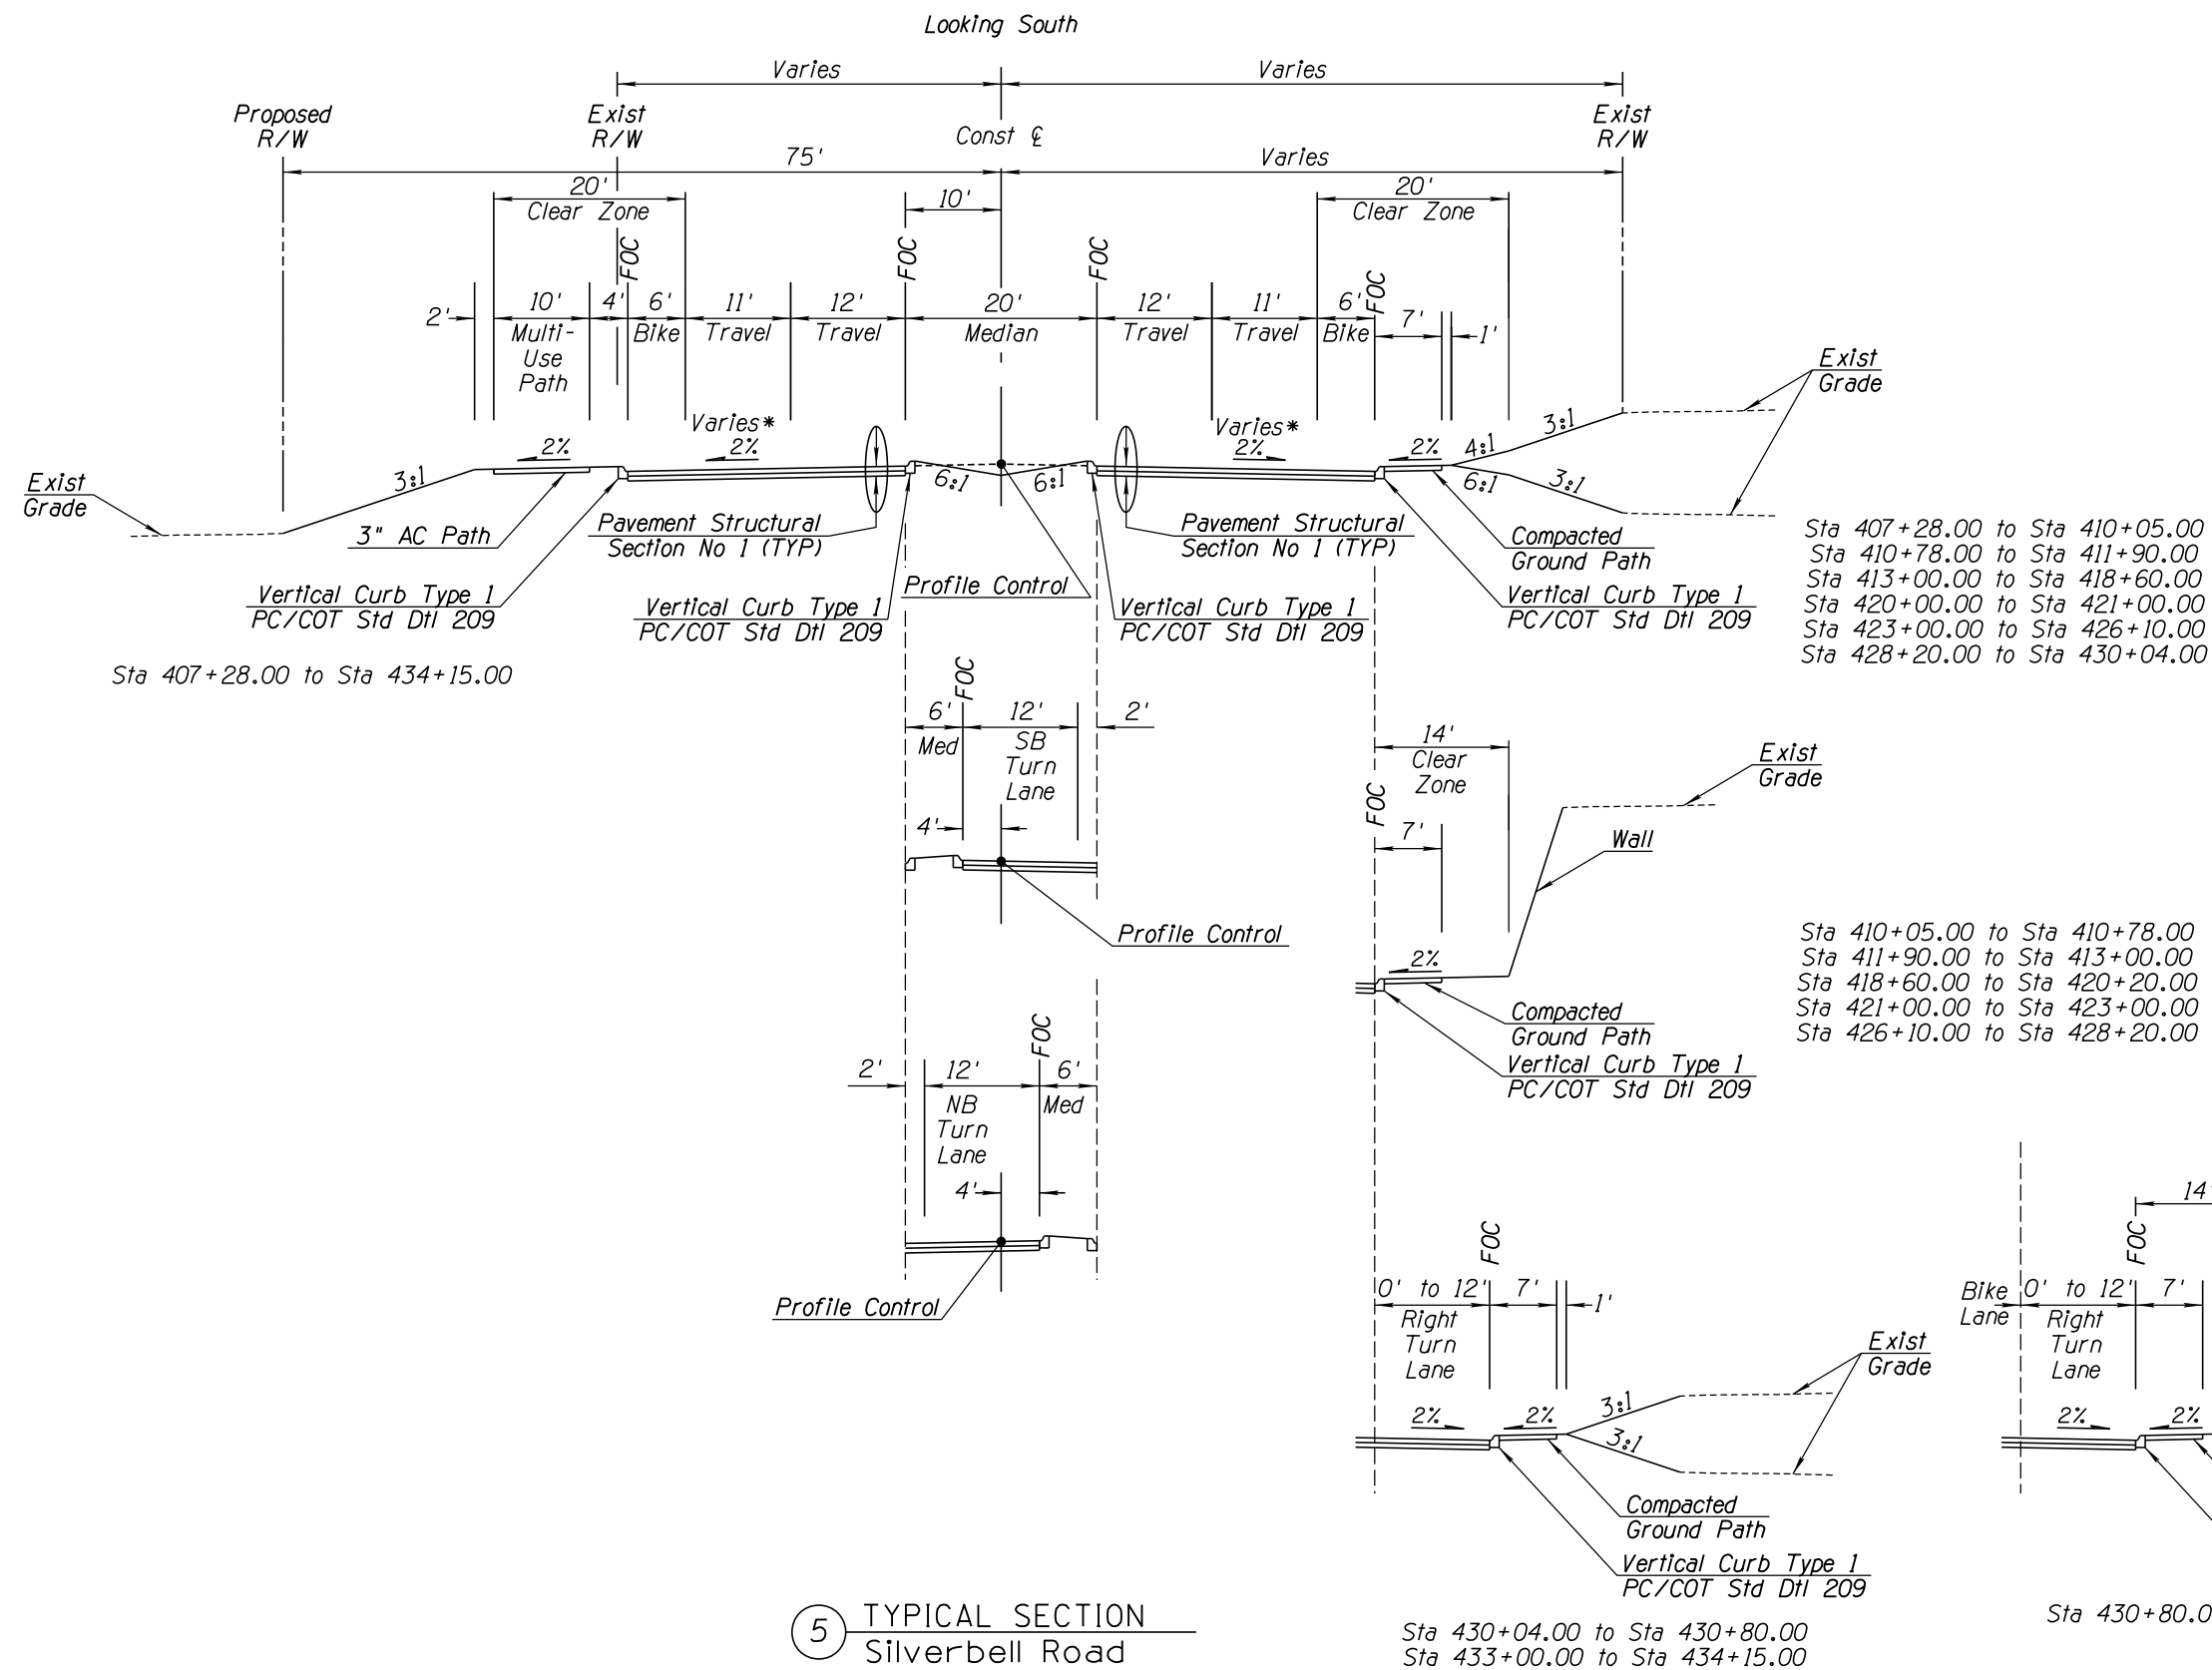 Looking South
Varies
Varies
Proposed
R/W
Exist
R/W
Const ℄
Exist
R/W
75'
Varies
20'
Clear Zone
10'
20'
Clear Zone
FOC
FOC
FOC
FOC
2'
10'
Multi-
Use
Path
4'
6'
Bike
11'
Travel
12'
Travel
20'
Median
12'
Travel
11'
Travel
6'
Bike
7'
1'
Exist
Grade
Varies*
2%
2%
Varies*
2%
2%
4:1
3:1
6:1
3:1
3:1
6:1
6:1
Exist
Grade
3" AC Path
Pavement Structural
Section No 1 (TYP)
Pavement Structural
Section No 1 (TYP)
Compacted
Ground Path
Profile Control
Vertical Curb Type 1
PC/COT Std Dtl 209
Vertical Curb Type 1
PC/COT Std Dtl 209
Vertical Curb Type 1
PC/COT Std Dtl 209
Vertical Curb Type 1
PC/COT Std Dtl 209
Sta 407+28.00 to Sta 410+05.00
Sta 410+78.00 to Sta 411+90.00
Sta 413+00.00 to Sta 418+60.00
Sta 420+00.00 to Sta 421+00.00
Sta 423+00.00 to Sta 426+10.00
Sta 428+20.00 to Sta 430+04.00
Sta 407+28.00 to Sta 434+15.00
FOC
6'
Med
12'
SB
Turn
Lane
2'
4'
Profile Control
14'
Clear
Zone
FOC
7'
Exist
Grade
Wall
2%
Compacted
Ground Path
Vertical Curb Type 1
PC/COT Std Dtl 209
Sta 410+05.00 to Sta 410+78.00
Sta 411+90.00 to Sta 413+00.00
Sta 418+60.00 to Sta 420+20.00
Sta 421+00.00 to Sta 423+00.00
Sta 426+10.00 to Sta 428+20.00
FOC
2'
12'
NB
Turn
Lane
6'
Med
4'
Profile Control
FOC
0' to 12'
Right
Turn
Lane
7'
1'
Exist
Grade
2%
2%
3:1
3:1
Compacted
Ground Path
Vertical Curb Type 1
PC/COT Std Dtl 209
Sta 430+04.00 to Sta 430+80.00
Sta 433+00.00 to Sta 434+15.00
14'
FOC
Bike
Lane
0' to 12'
Right
Turn
Lane
7'
2%
2%
Sta 430+80.0
5
TYPICAL SECTION
Silverbell Road